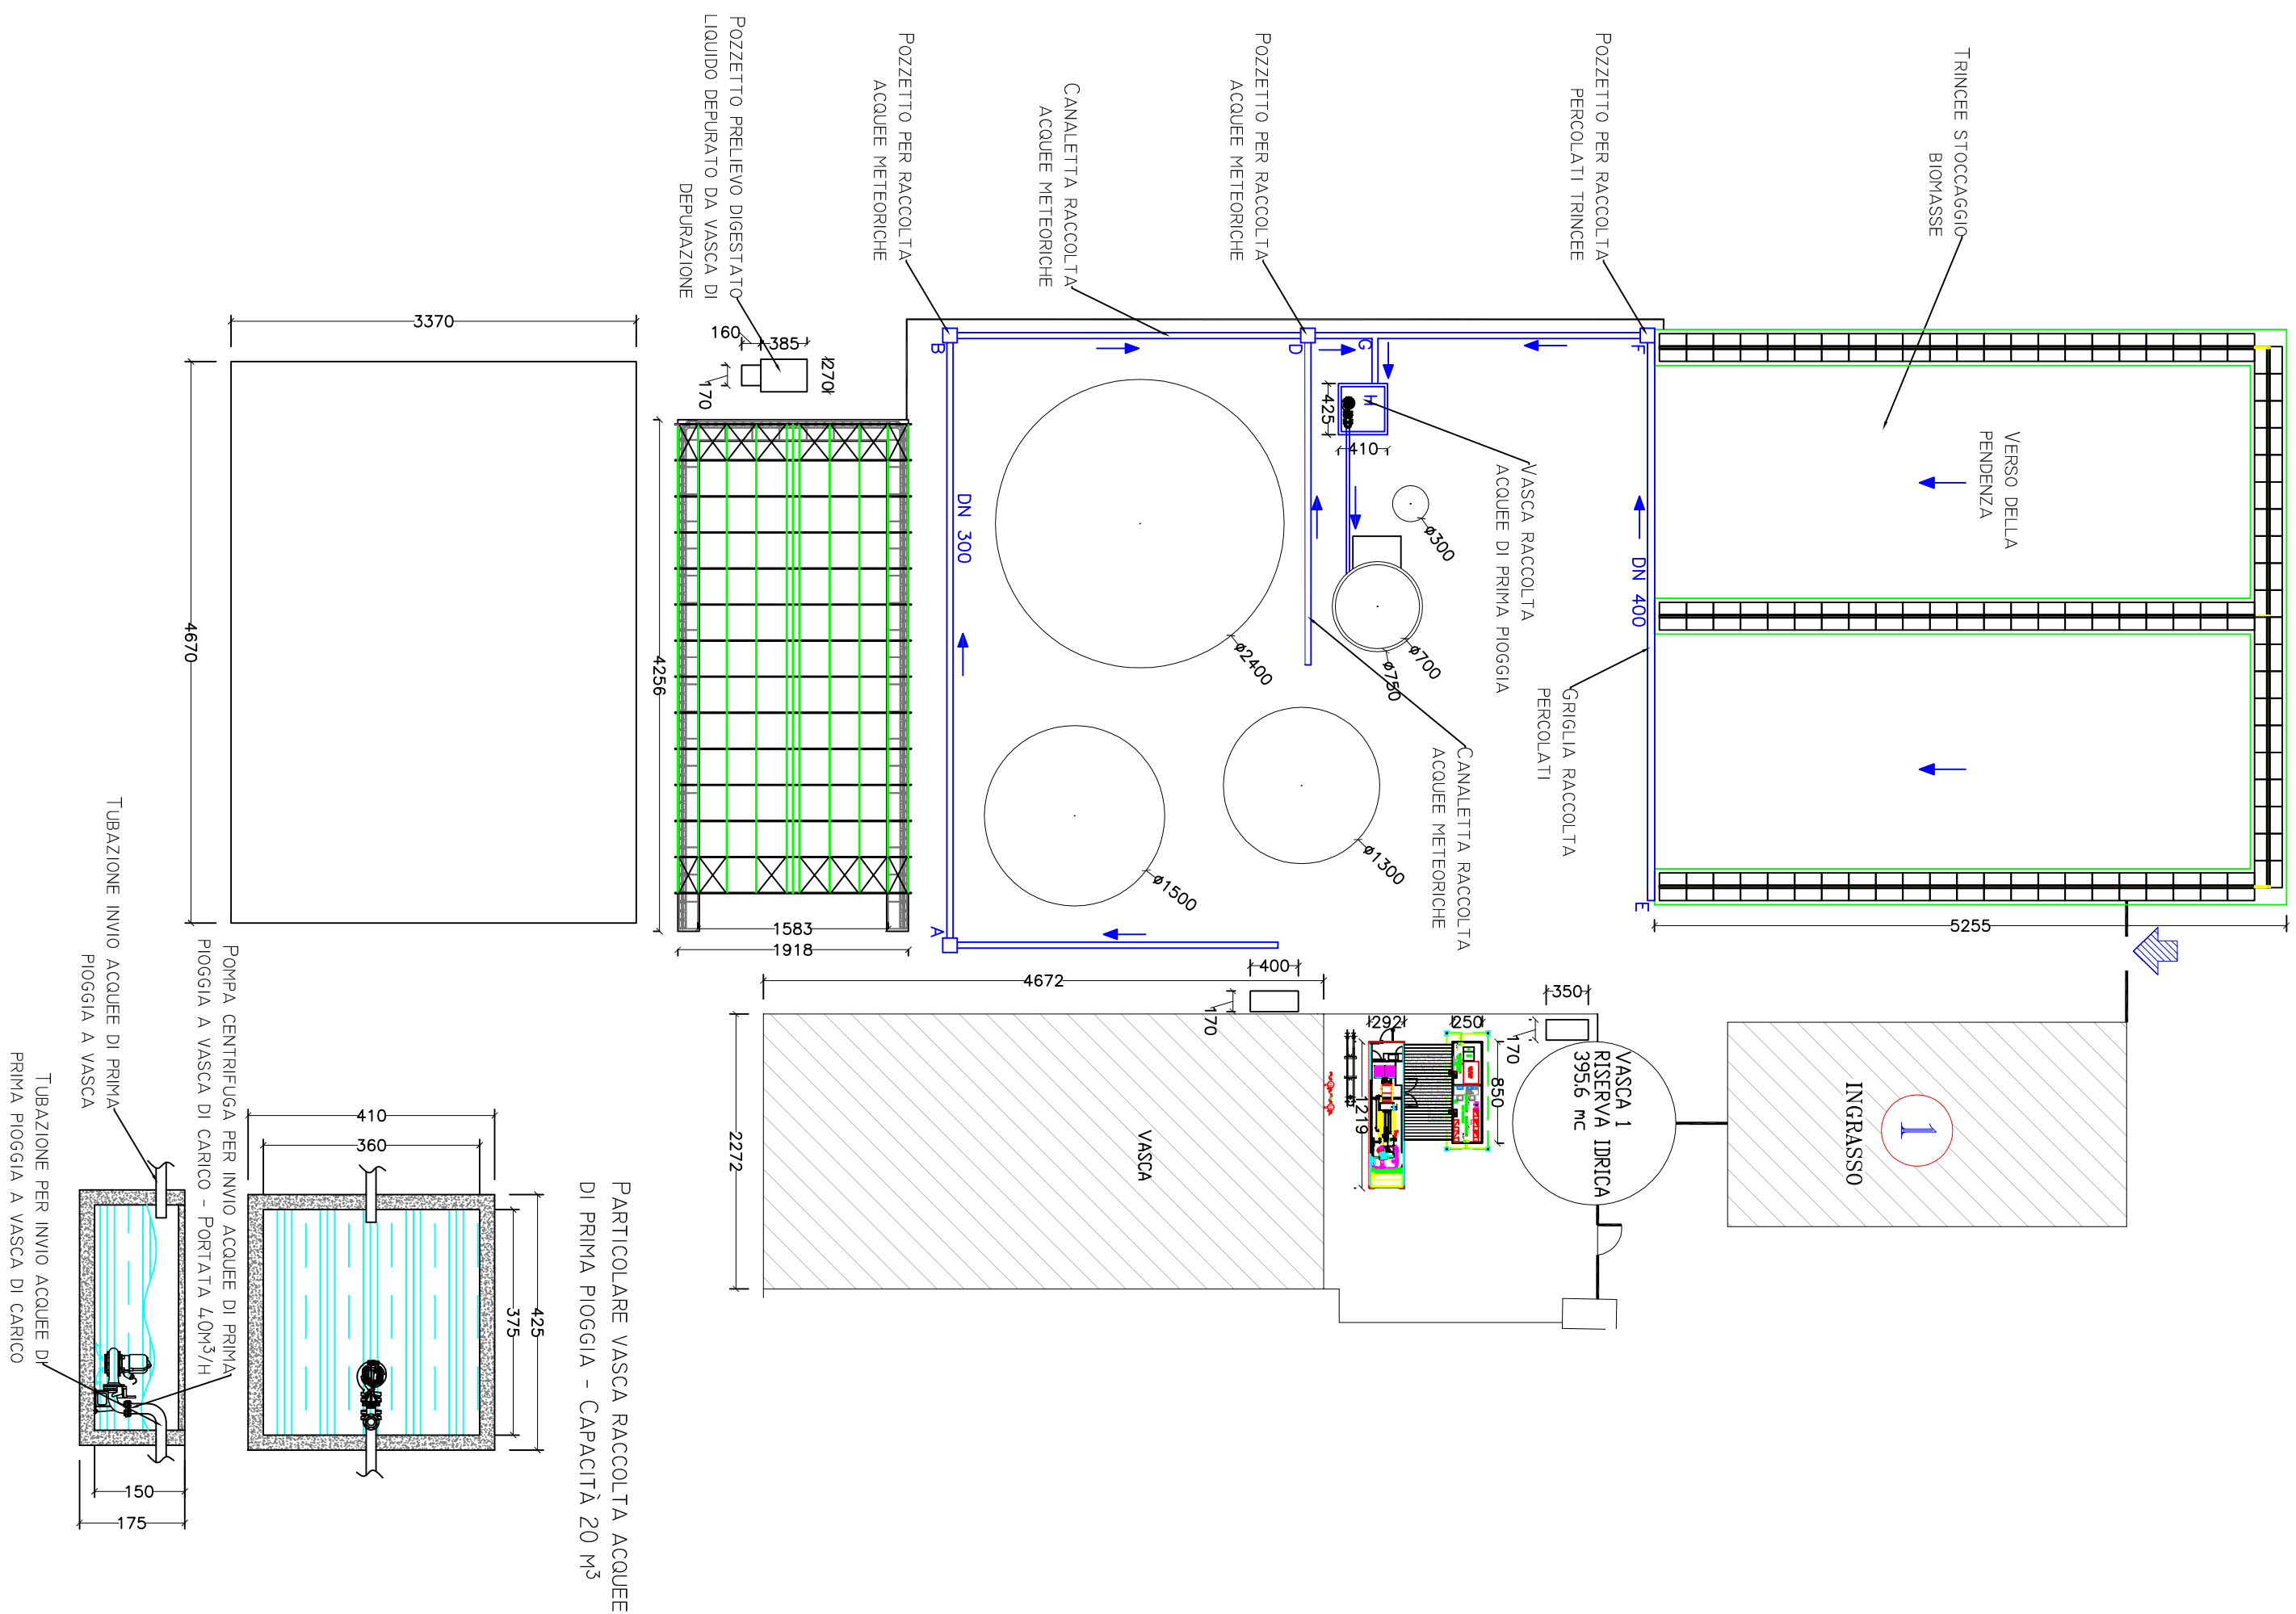 TRINCEE STOCCAGGIO
BIOMASSE
POZZETTO PER RACCOLTA
PERCOLATI TRINCEE
POZZETTO PER RACCOLTA
ACQUEE METEORICHE
CANALETTA RACCOLTA
ACQUEE METEORICHE
POZZETTO PER RACCOLTA
ACQUEE METEORICHE
POZZETTO PRELIEVO DIGESTATO
LIQUIDO DEPURATO DA VASCA DI
DEPURAZIONE
VERSO DELLA
PENDENZA
F
G
D
B
H
425
410
160
385
270
170
3370
VASCA RACCOLTA
ACQUEE DI PRIMA PIOGGIA
ø300
DN 400
DN 300
ø700
ø750
ø2400
4256
4670
GRIGLIA RACCOLTA
PERCOLATI
CANALETTA RACCOLTA
ACQUEE METEORICHE
ø1300
ø1500
E
A
5255
1583
1918
4672
400
170
350
170
292
250
850
1219
2272
VASCA 1
RISERVA IDRICA
395.6 mc
1
INGRASSO
VASCA
TUBAZIONE INVIO ACQUEE DI PRIMA
PIOGGIA A VASCA
POMPA CENTRIFUGA PER INVIO ACQUEE DI PRIMA
PIOGGIA A VASCA DI CARICO - PORTATA 40M³/H
TUBAZIONE PER INVIO ACQUEE DI
PRIMA PIOGGIA A VASCA DI CARICO
410
360
375
425
150
175
PARTICOLARE VASCA RACCOLTA ACQUEE
DI PRIMA PIOGGIA - CAPACITÀ 20 M³